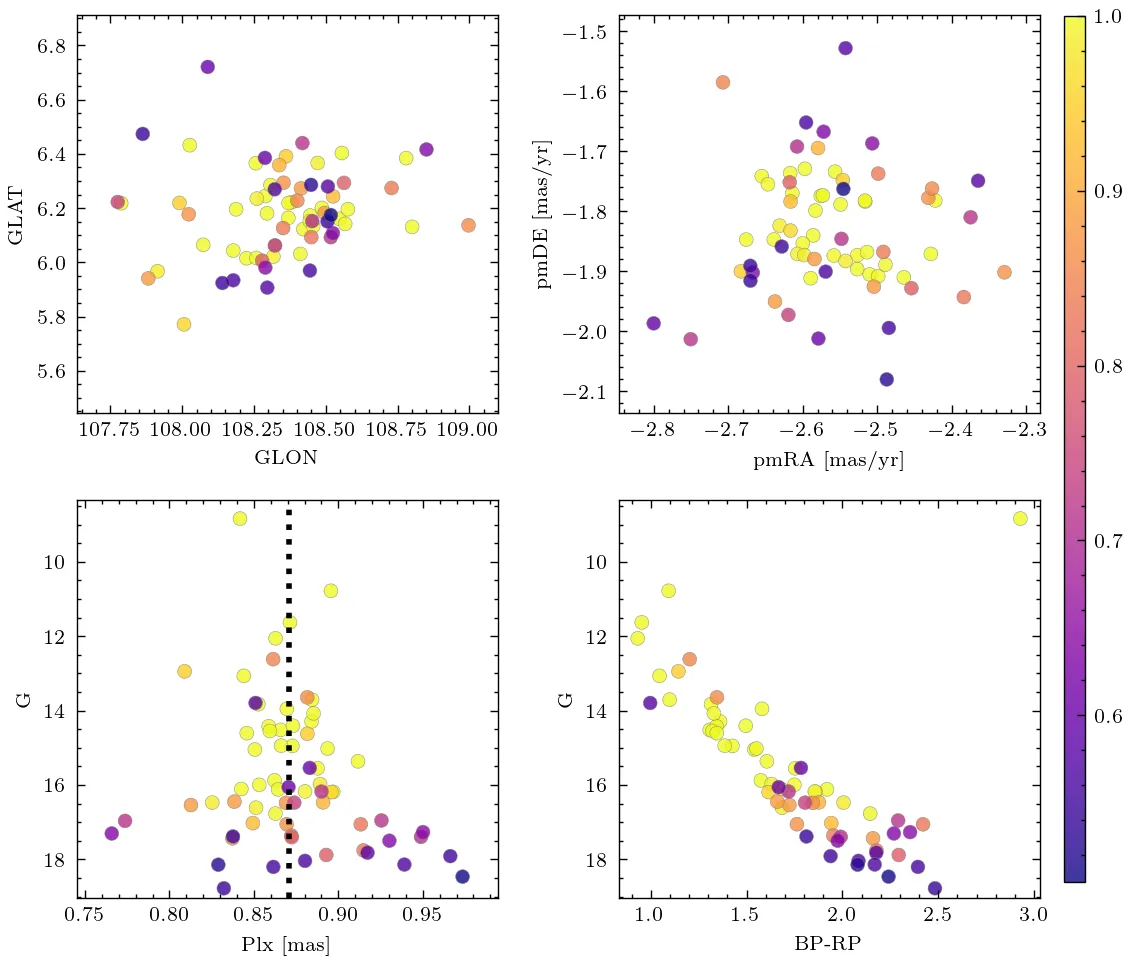 6.8
6.6
6.4
6.2
6.0
5.8
5.6
GLAT
107.75 108.00 108.25 108.50 108.75 109.00
GLON
−1.5
−1.6
−1.7
−1.8
−1.9
−2.0
−2.1
pmDE [mas/yr]
−2.8 −2.7 −2.6 −2.5 −2.4 −2.3
pmRA [mas/yr]
10
12
14
16
18
G
0.75 0.80 0.85 0.90 0.95
Plx [mas]
10
12
14
16
18
G
1.0 1.5 2.0 2.5 3.0
BP-RP
1.0
0.9
0.8
0.7
0.6